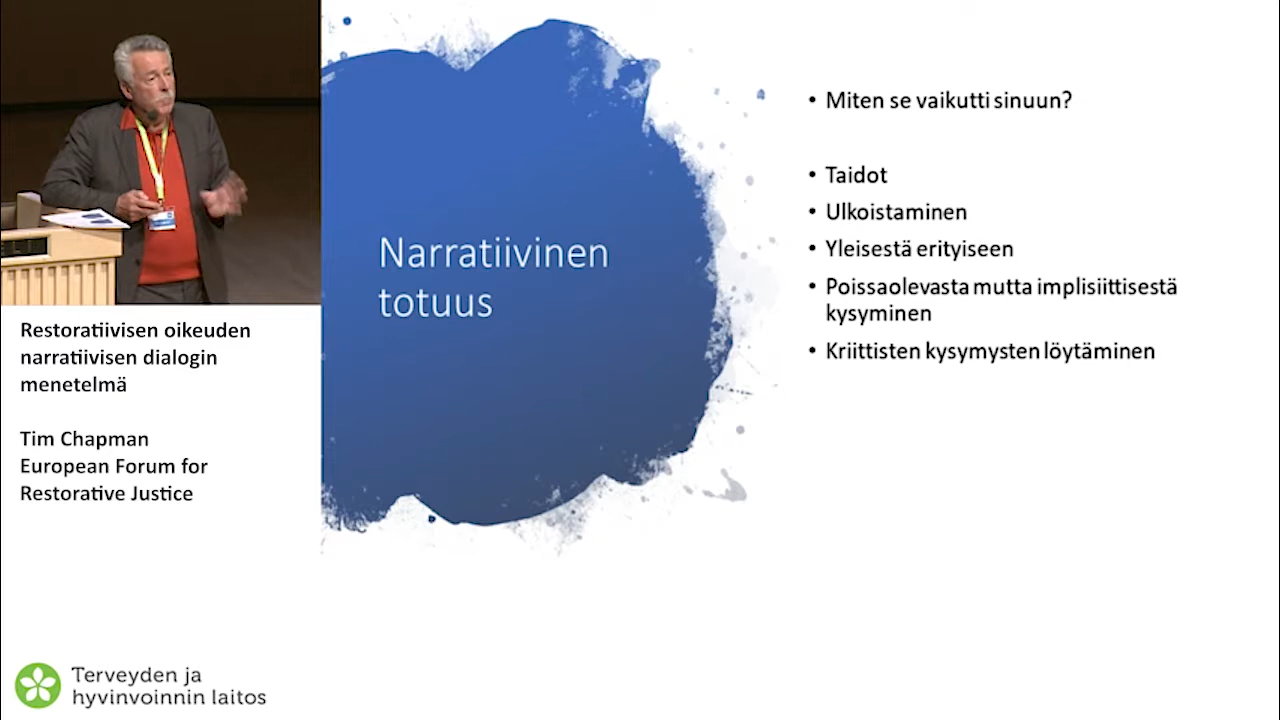 Restoratiivisen oikeuden
narratiivisen dialogin
menetelmä
Tim Chapman
European Forum for
Restorative Justice
Terveyden ja
hyvinvoinnin laitos
Narratiivinen
totuus
• Miten se vaikutti sinuun?
• Taidot
• Ulkoistaminen
• Yleisestä erityiseen
• Poissaolevasta mutta implisiittisestä
kysyminen
• Kriittisten kysymysten löytäminen